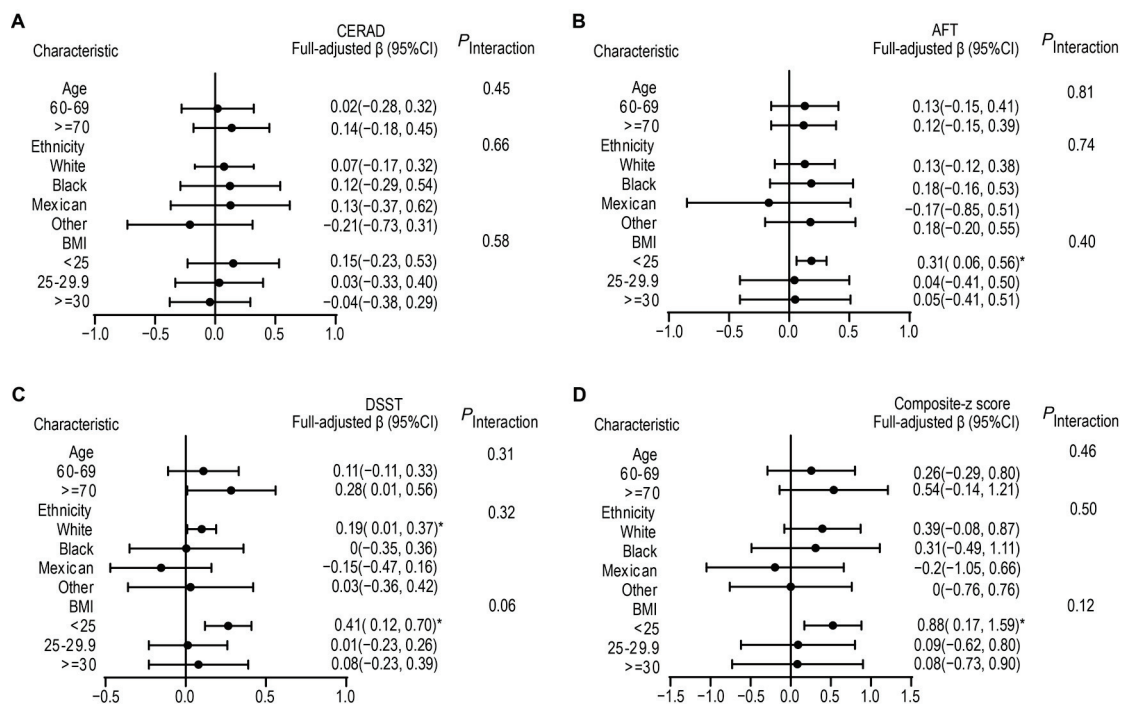 A
Characteristic
CERAD
Full-adjusted β (95%CI)
P Interaction
Age 0.45
60-69 0.02(−0.28, 0.32)
>=70 0.14(−0.18, 0.45)
Ethnicity 0.66
White 0.07(−0.17, 0.32)
Black 0.12(−0.29, 0.54)
Mexican 0.13(−0.37, 0.62)
Other −0.21(−0.73, 0.31)
BMI 0.58
<25 0.15(−0.23, 0.53)
25-29.9 0.03(−0.33, 0.40)
>=30 −0.04(−0.38, 0.29)
−1.0 −0.5 0.0 0.5 1.0
B
Characteristic
AFT
Full-adjusted β (95%CI)
P Interaction
Age 0.81
60-69 0.13(−0.15, 0.41)
>=70 0.12(−0.15, 0.39)
Ethnicity 0.74
White 0.13(−0.12, 0.38)
Black 0.18(−0.16, 0.53)
Mexican −0.17(−0.85, 0.51)
Other 0.18(−0.20, 0.55)
BMI 0.40
<25 0.31( 0.06, 0.56)*
25-29.9 0.04(−0.41, 0.50)
>=30 0.05(−0.41, 0.51)
−1.0 −0.5 0.0 0.5 1.0
C
Characteristic
DSST
Full-adjusted β (95%CI)
P Interaction
Age 0.31
60-69 0.11(−0.11, 0.33)
>=70 0.28( 0.01, 0.56)
Ethnicity 0.32
White 0.19( 0.01, 0.37)*
Black 0(−0.35, 0.36)
Mexican −0.15(−0.47, 0.16)
Other 0.03(−0.36, 0.42)
BMI 0.06
<25 0.41( 0.12, 0.70)*
25-29.9 0.01(−0.23, 0.26)
>=30 0.08(−0.23, 0.39)
−0.5 0.0 0.5 1.0
D
Characteristic
Composite-z score
Full-adjusted β (95%CI)
P Interaction
Age 0.46
60-69 0.26(−0.29, 0.80)
>=70 0.54(−0.14, 1.21)
Ethnicity 0.50
White 0.39(−0.08, 0.87)
Black 0.31(−0.49, 1.11)
Mexican −0.2(−1.05, 0.66)
Other 0(−0.76, 0.76)
BMI 0.12
<25 0.88( 0.17, 1.59)*
25-29.9 0.09(−0.62, 0.80)
>=30 0.08(−0.73, 0.90)
−1.5 −1.0 −0.5 0.0 0.5 1.0 1.5